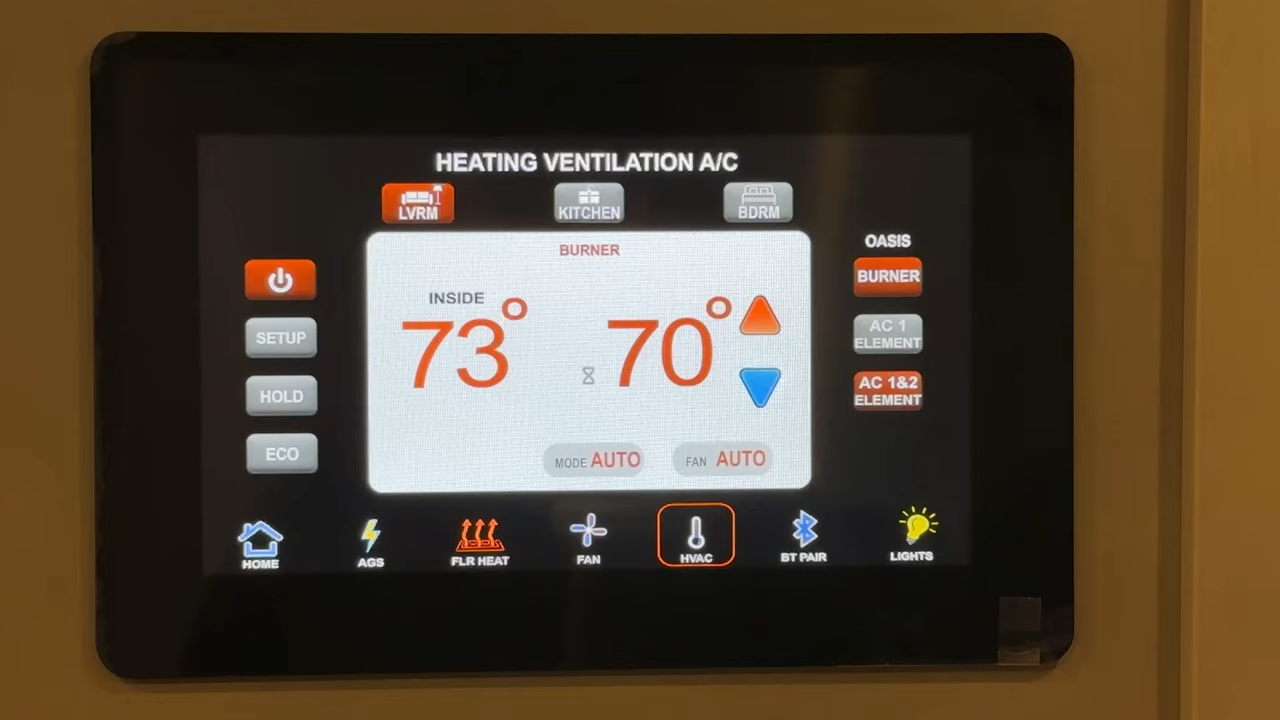 HEATING VENTILATION A/C
LVRM
KITCHEN
BDRM
SETUP
HOLD
ECO
BURNER
INSIDE
73°
70°
MODE AUTO
FAN AUTO
OASIS
BURNER
AC 1
ELEMENT
AC 1&2
ELEMENT
HOME
AGS
FLR HEAT
FAN
HVAC
BT PAIR
LIGHTS